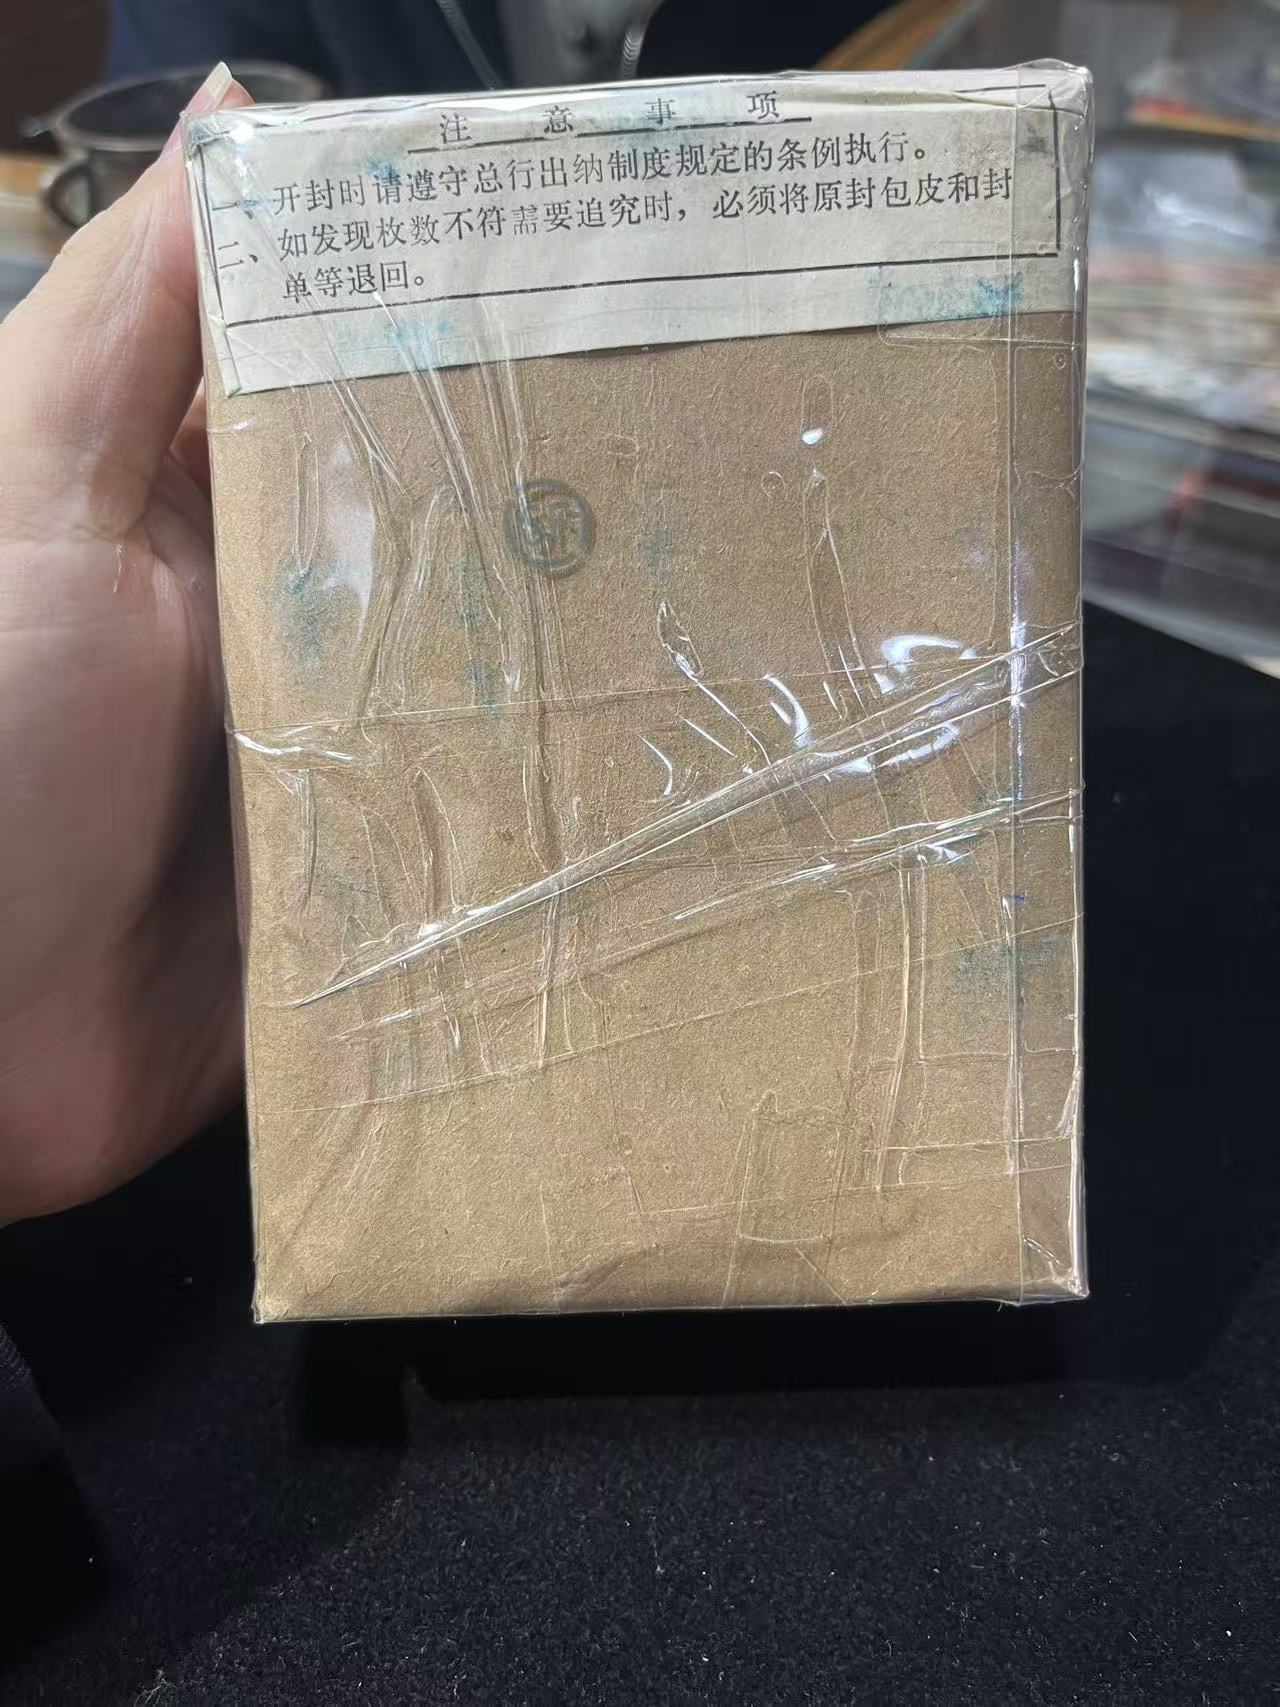 注意事项
一、开封时请遵守总行出纳制度规定的条例执行。
二、如发现枚数不符需要追究时，必须将原封包皮和封
单等退回。